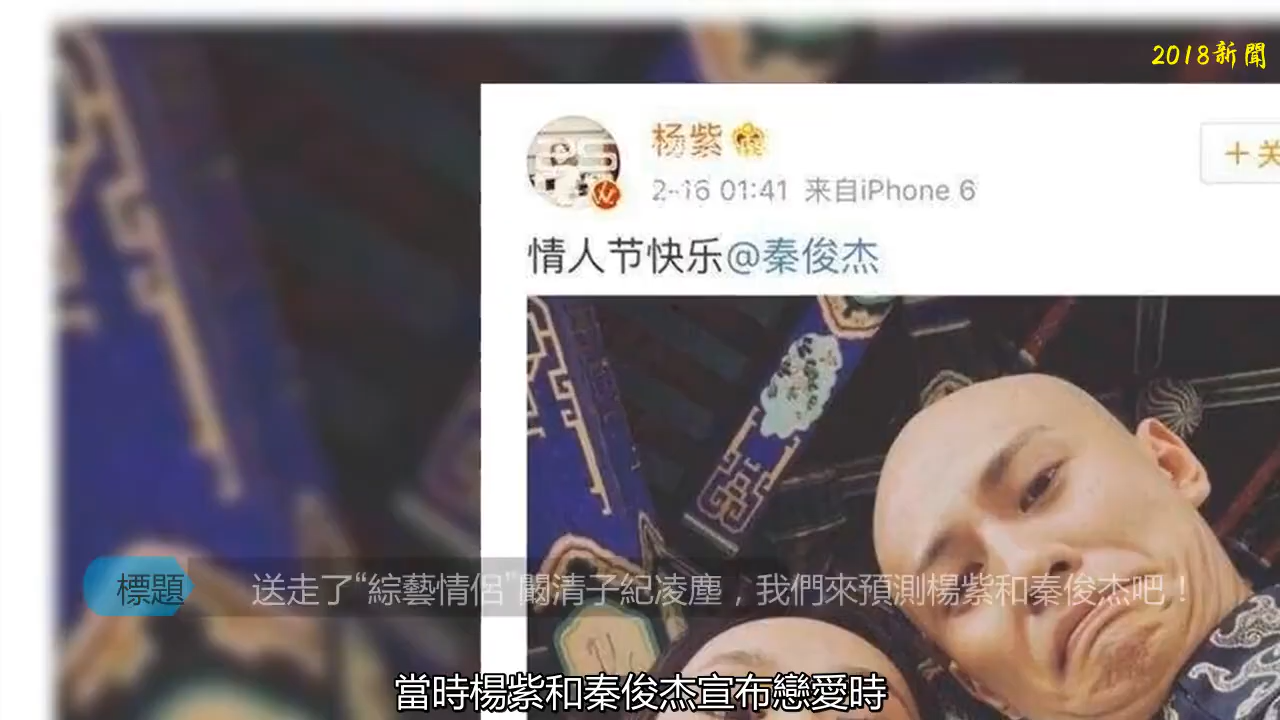 2018新聞
杨紫
+关
2-16 01:41 来自iPhone 6
情人节快乐@秦俊杰
標題
送走了“綜藝情侶”闞清子紀凌塵，我們來預測楊紫和秦俊杰吧！
當時楊紫和秦俊杰宣布戀愛時